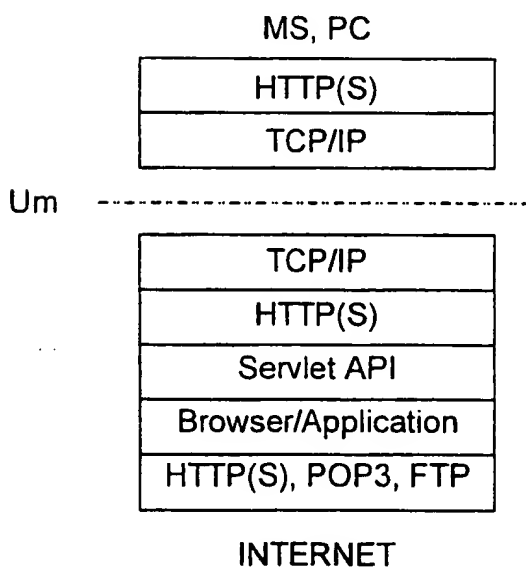 MS, PC
HTTP(S)
TCP/IP
Um
TCP/IP
HTTP(S)
Servlet API
Browser/Application
HTTP(S), POP3, FTP
INTERNET